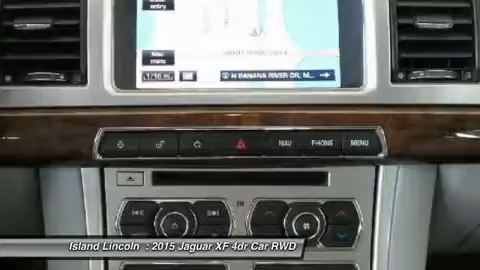 entry
Nav
menu
1/16 mi
N BANANA RIVER DR, M...
NAV PHONE MENU
Island Lincoln : 2015 Jaguar XF 4dr Car RWD